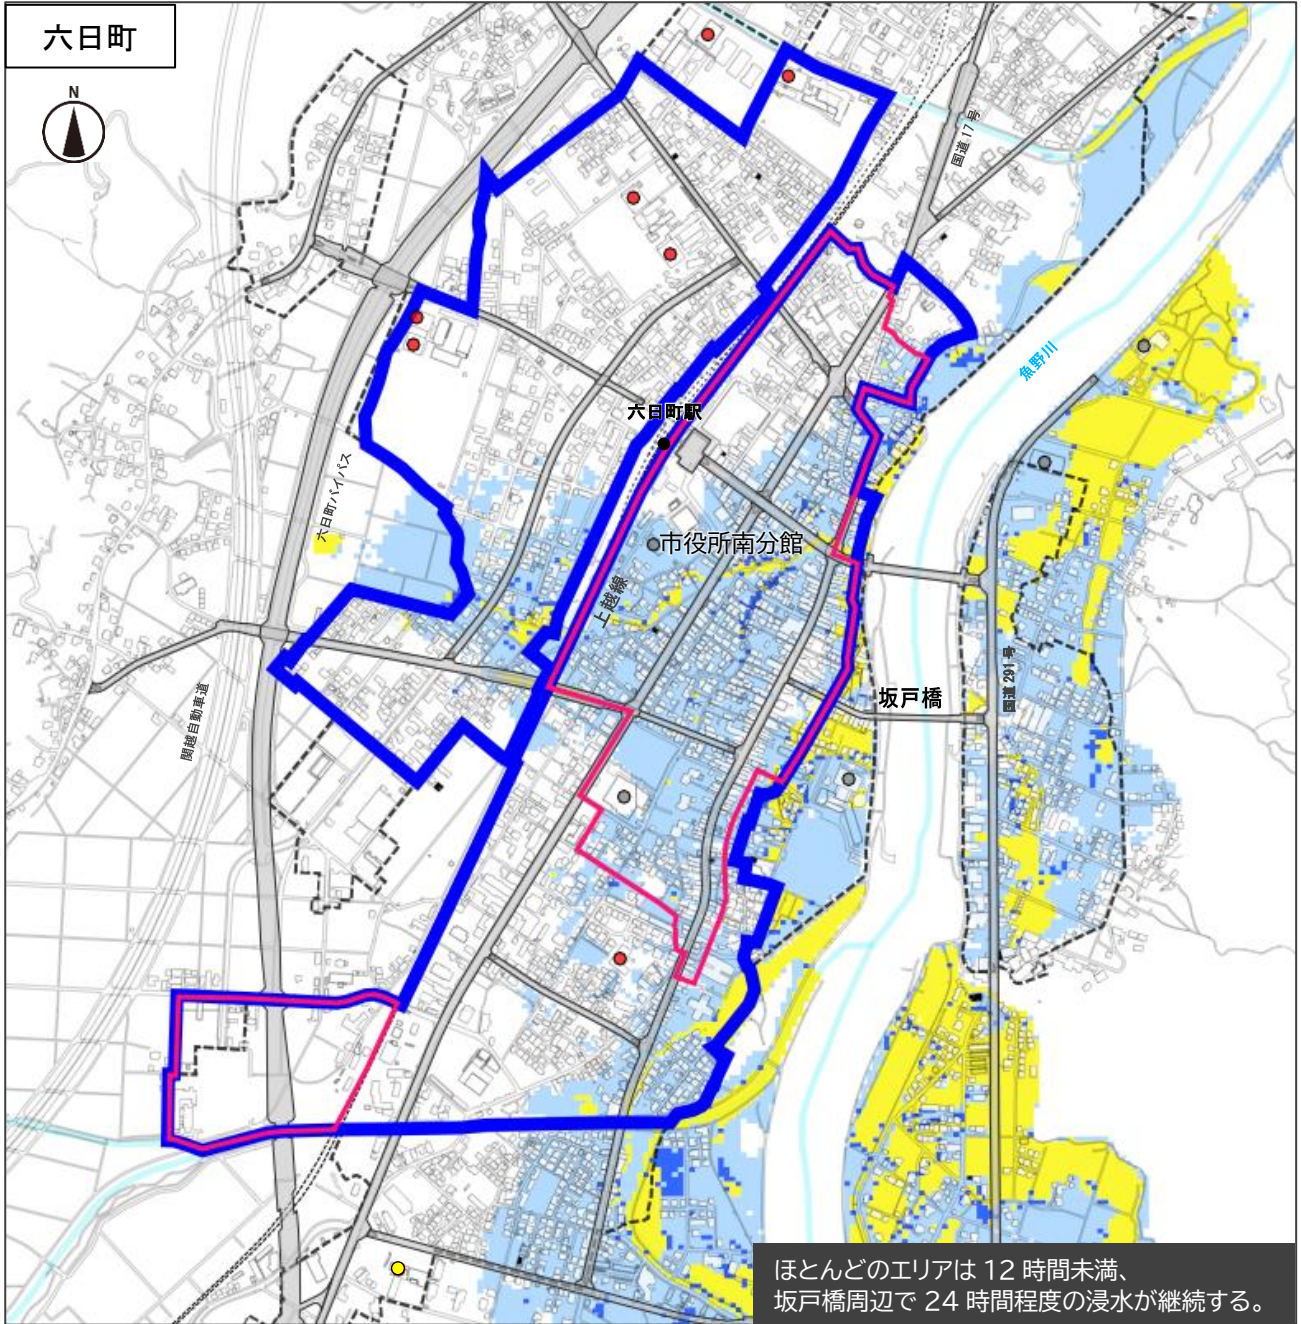 六日町
N
国道17号
魚野川
六日町駅
六日町バイパス
市役所南分館
上越線
国道291号
坂戸橋
関越自動車道
ほとんどのエリアは 12 時間未満、
坂戸橋周辺で 24 時間程度の浸水が継続する。